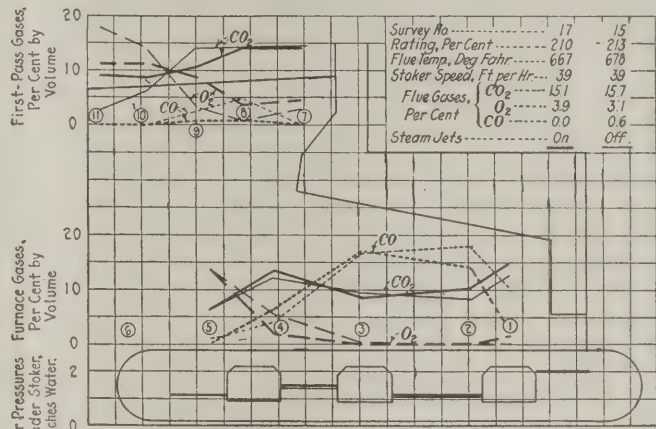 First-Pass Gases,
Per Cent by
Volume
20
10
0
CO2
CO
O2
11
10
9
8
7
Survey No. 17 15
Rating, Per Cent 210 213
Flue Temp., Deg Fahr. 667 678
Stoker Speed, Ft per Hr. 39 39
Flue Gases, Per Cent
CO2 15.1 15.7
O2 3.9 3.1
CO 0.0 0.6
Steam Jets On Off
Furnace Gases,
Per Cent by
Volume
20
10
0
CO
CO2
O2
6
5
4
3
2
1
Pressures
Stoker,
Water,
2
0